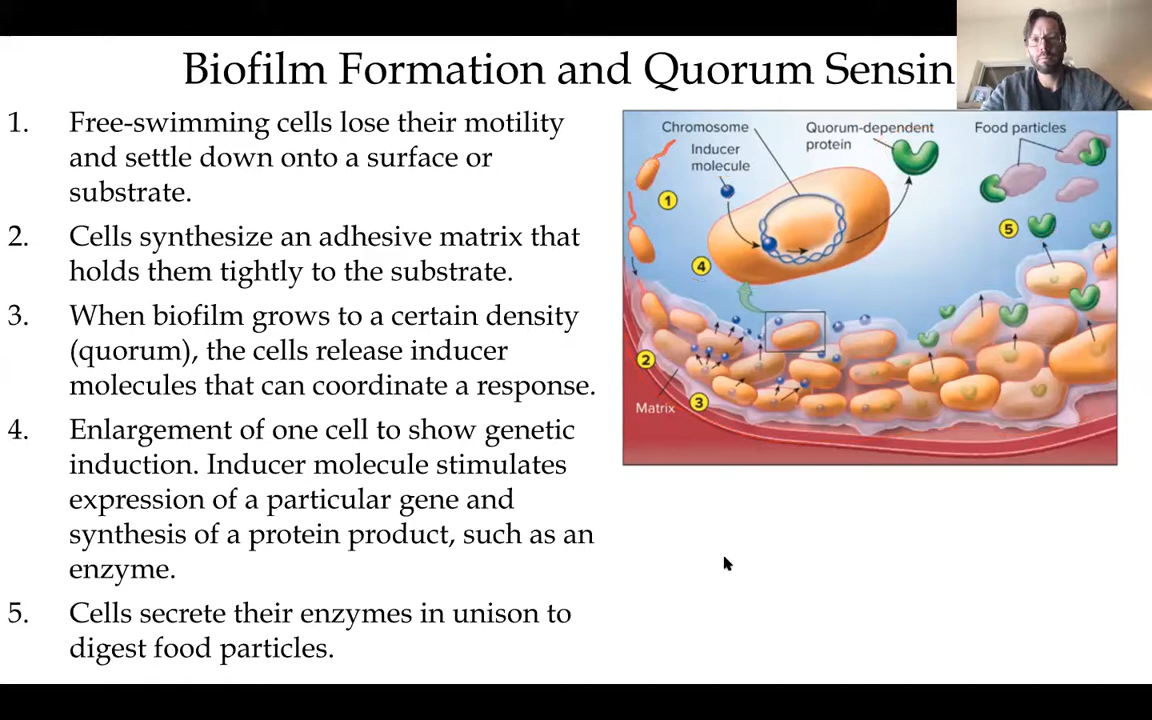 Biofilm Formation and Quorum Sensin
1. Free-swimming cells lose their motility
and settle down onto a surface or
substrate.
2. Cells synthesize an adhesive matrix that
holds them tightly to the substrate.
3. When biofilm grows to a certain density
(quorum), the cells release inducer
molecules that can coordinate a response.
4. Enlargement of one cell to show genetic
induction. Inducer molecule stimulates
expression of a particular gene and
synthesis of a protein product, such as an
enzyme.
5. Cells secrete their enzymes in unison to
digest food particles.
Chromosome
Inducer
molecule
Quorum-dependent
protein
Food particles
1
4
5
2
Matrix
3